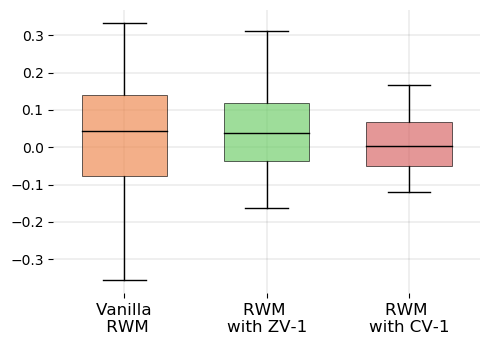 0.3
0.2
0.1
0.0
−0.1
−0.2
−0.3
Vanilla
RWM
RWM
with ZV-1
RWM
with CV-1